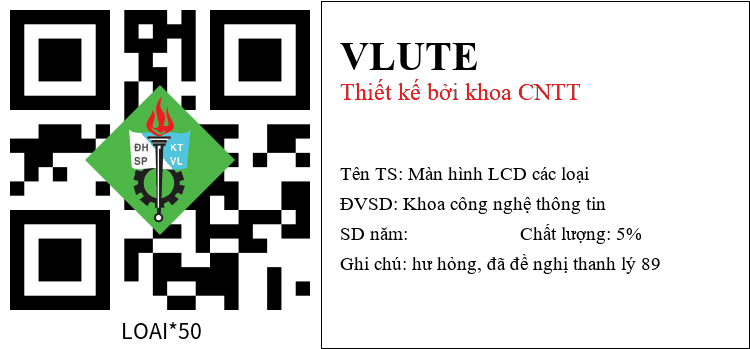 ĐH KT
SP VL
LOAI*50
VLUTE
Thiết kế bởi khoa CNTT
Tên TS: Màn hình LCD các loại
ĐVSD: Khoa công nghệ thông tin
SD năm: Chất lượng: 5%
Ghi chú: hư hỏng, đã đề nghị thanh lý 89